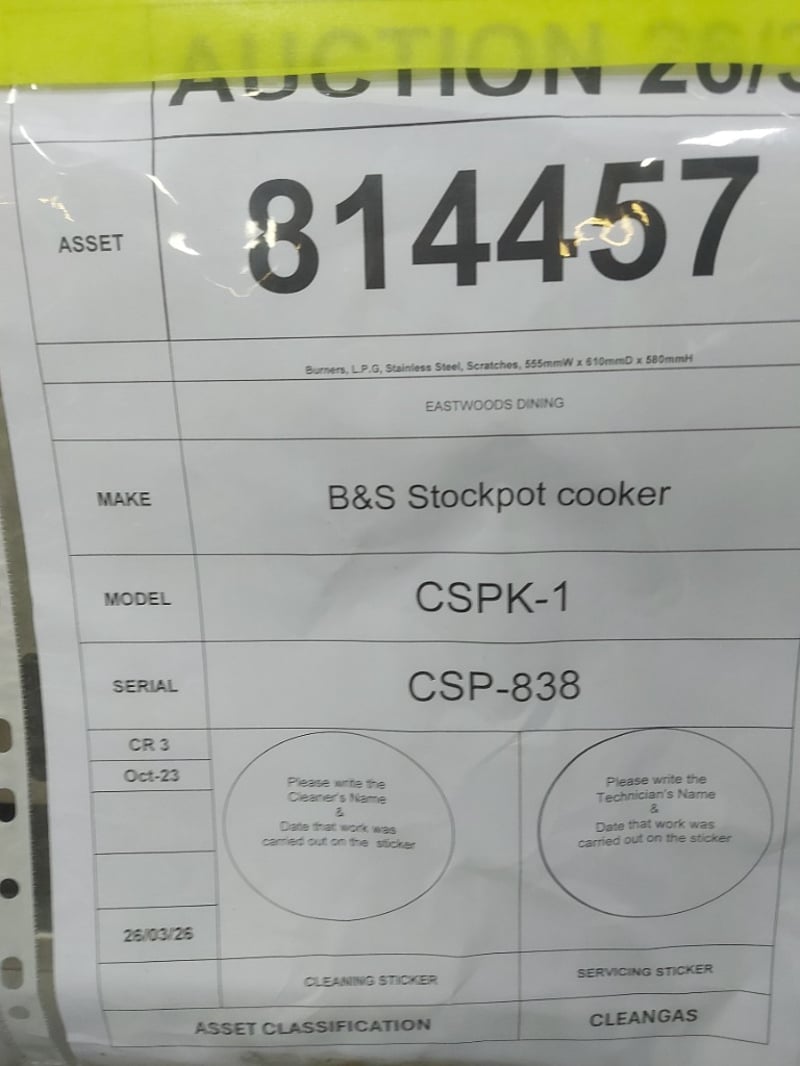 AUCTION 26/3
ASSET
814457
Burners, L.P.G, Stainless Steel, Scratches, 555mmW x 610mmD x 580mmH
EASTWOODS DINING
MAKE
B&S Stockpot cooker
MODEL
CSPK-1
SERIAL
CSP-838
CR 3
Oct-23
Please write the
Cleaner's Name
&
Date that work was
carried out on the sticker
Please write the
Technician's Name
&
Date that work was
carried out on the sticker
26/03/26
CLEANING STICKER
SERVICING STICKER
ASSET CLASSIFICATION
CLEANGAS